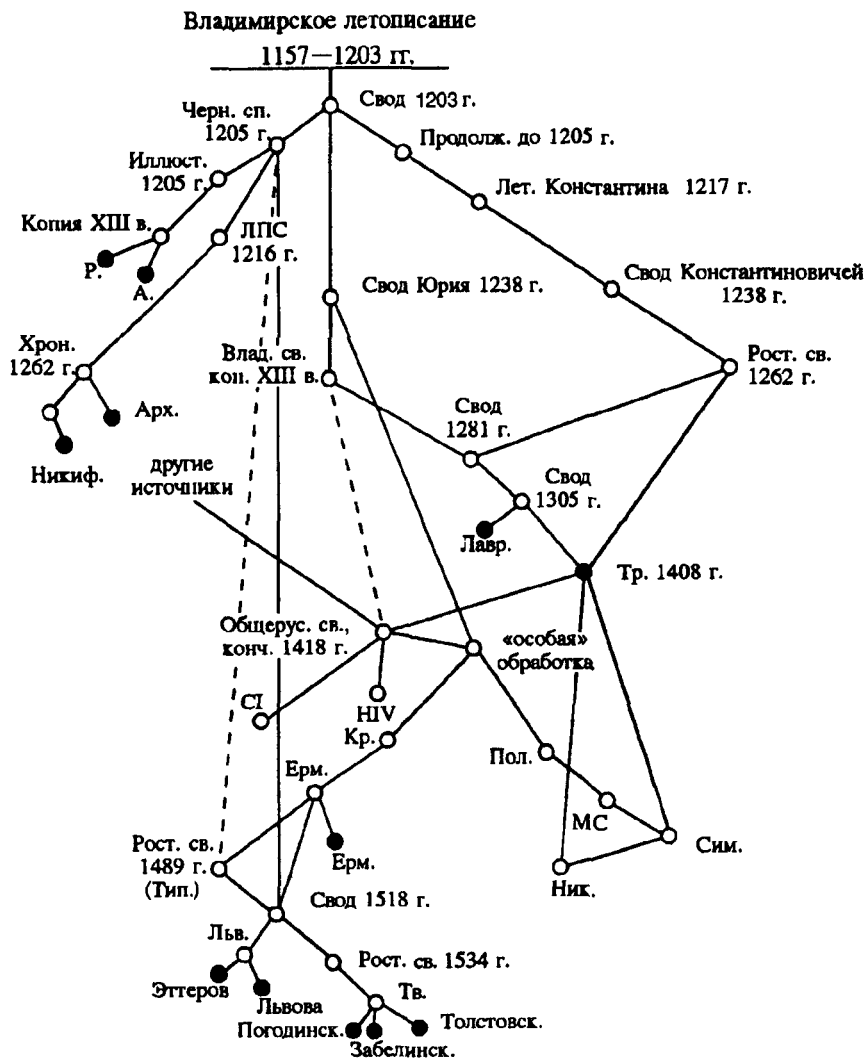 Владимирское летописание
1157—1203 гг.
Свод 1203 г.
Черн. сп.
1205 г.
Продолж. до 1205 г.
Иллюст.
1205 г.
Лет. Константина 1217 г.
Копия XIII в.
ЛПС
1216 г.
Р.
А.
Свод Константиновичей
1238 г.
Свод Юрия 1238 г.
Хрон.
1262 г.
Влад. св.
кон. XIII в.
Рост. св.
1262 г.
Арх.
Свод
1281 г.
Никиф.
другие
источники
Свод
1305 г.
Лавр.
Тр. 1408 г.
Общерус. св.,
конч. 1418 г.
«особая»
обработка
СI
НIV
Кр.
Пол.
Ерм.
МС
Сим.
Рост. св.
1489 г.
(Тип.)
Ерм.
Ник.
Свод 1518 г.
Льв.
Рост. св. 1534 г.
Эттеров
Львова
Тв.
Погодинск.
Толстовск.
Забелинск.